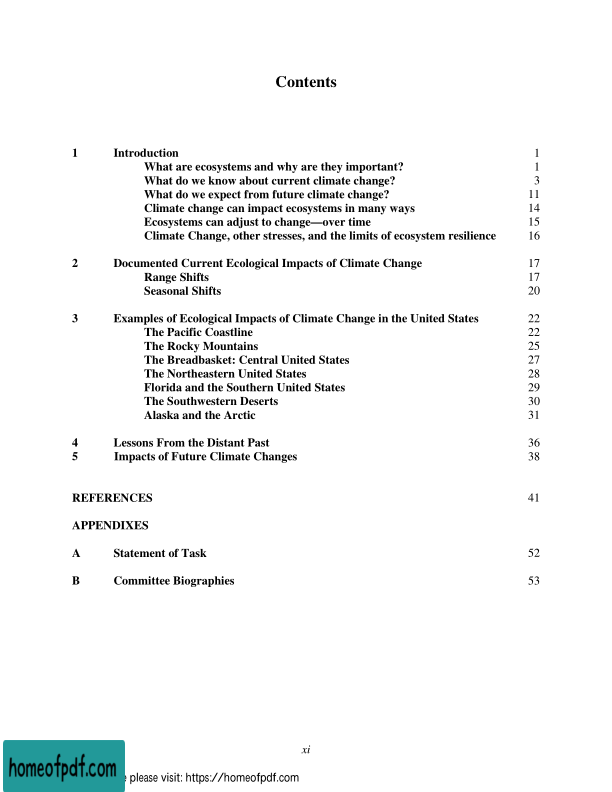 Contents
1 Introduction 1
What are ecosystems and why are they important? 1
What do we know about current climate change? 3
What do we expect from future climate change? 11
Climate change can impact ecosystems in many ways 14
Ecosystems can adjust to change—over time 15
Climate Change, other stresses, and the limits of ecosystem resilience 16
2 Documented Current Ecological Impacts of Climate Change 17
Range Shifts 17
Seasonal Shifts 20
3 Examples of Ecological Impacts of Climate Change in the United States 22
The Pacific Coastline 22
The Rocky Mountains 25
The Breadbasket: Central United States 27
The Northeastern United States 28
Florida and the Southern United States 29
The Southwestern Deserts 30
Alaska and the Arctic 31
4 Lessons From the Distant Past 36
5 Impacts of Future Climate Changes 38
REFERENCES 41
APPENDIXES
A Statement of Task 52
B Committee Biographies 53
xi
homeofpdf.com
please visit: https://homeofpdf.com